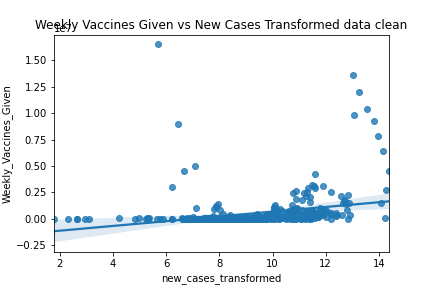 Weekly Vaccines Given vs New Cases Transformed data clean
1e7
1.50
1.25
1.00
0.75
0.50
0.25
0.00
−0.25
Weekly_Vaccines_Given
2 4 6 8 10 12 14
new_cases_transformed